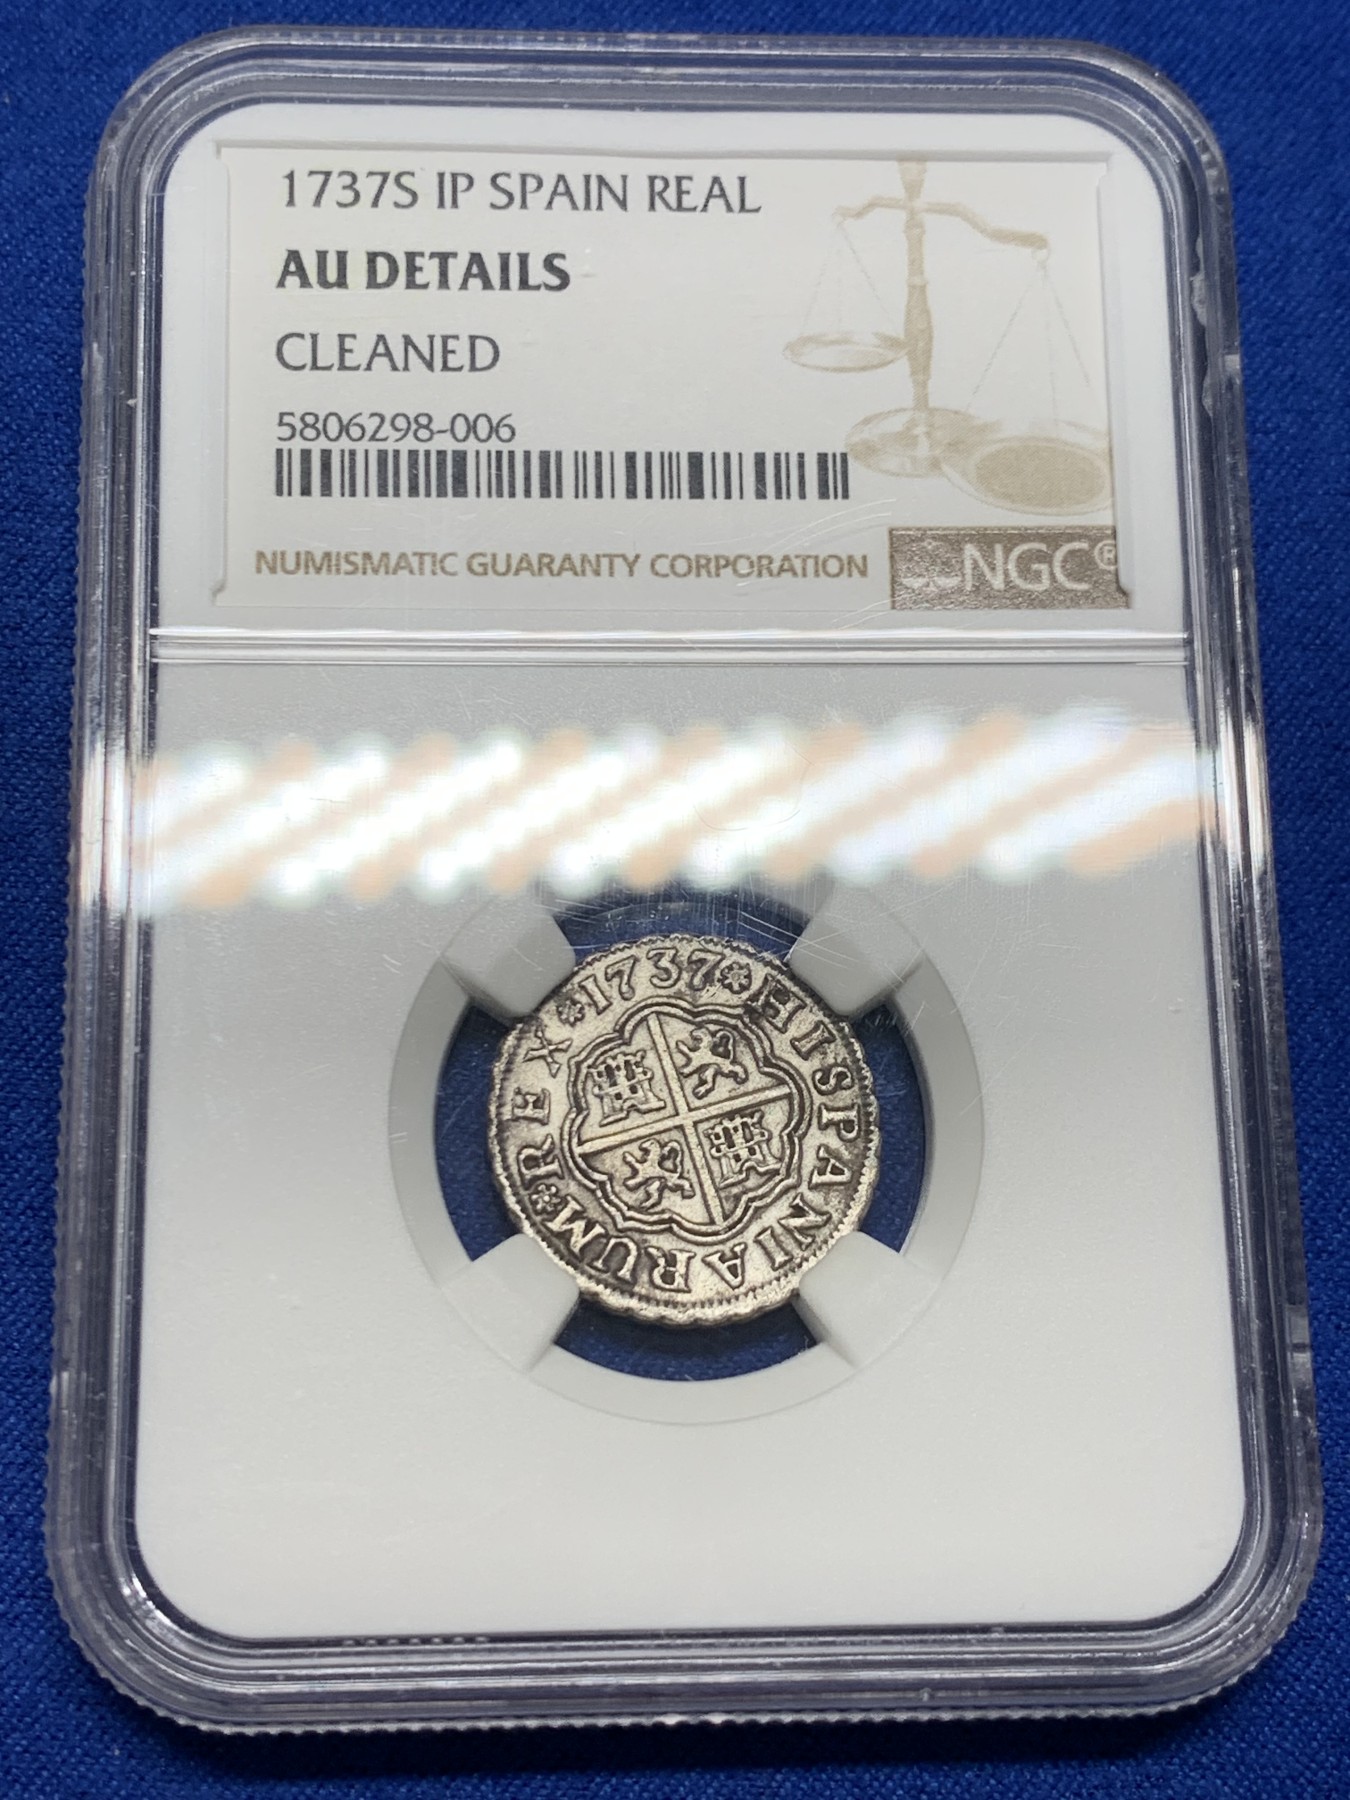 1737S IP SPAIN REAL
AU DETAILS
CLEANED
5806298-006
NUMISMATIC GUARANTY CORPORATION
NGC®
1737 HISPANIARUM REX